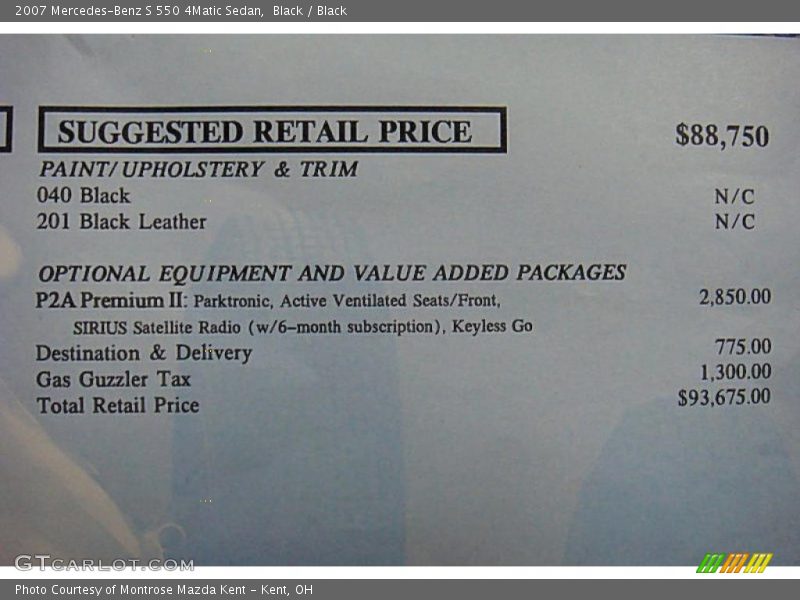 2007 Mercedes-Benz S 550 4Matic Sedan, Black / Black
SUGGESTED RETAIL PRICE $88,750
PAINT/UPHOLSTERY & TRIM
040 Black N/C
201 Black Leather N/C
OPTIONAL EQUIPMENT AND VALUE ADDED PACKAGES
P2A Premium II: Parktronic, Active Ventilated Seats/Front, 2,850.00
SIRIUS Satellite Radio (w/6-month subscription), Keyless Go
Destination & Delivery 775.00
Gas Guzzler Tax 1,300.00
Total Retail Price $93,675.00
GTCARLOT.COM
Photo Courtesy of Montrose Mazda Kent - Kent, OH